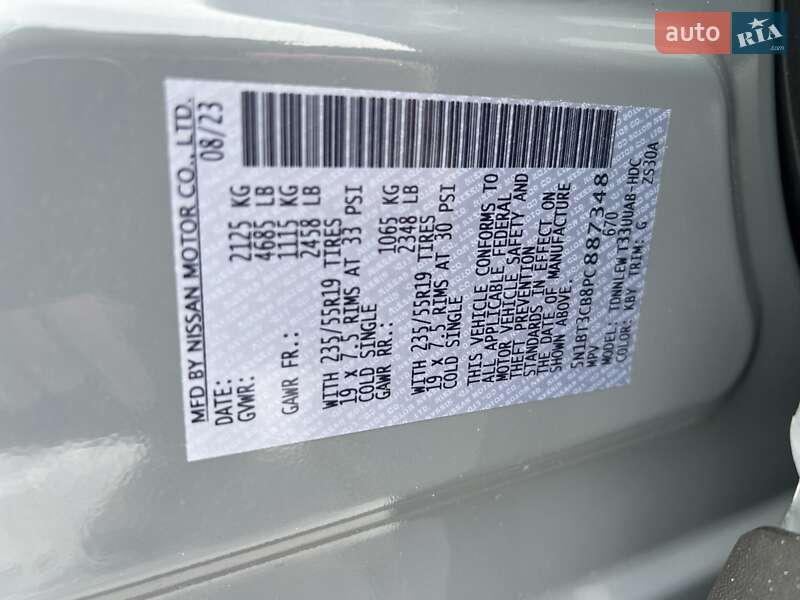 auto RIA .com
MFD BY NISSAN MOTOR CO., LTD.
DATE: 08/23
GVWR: 2125 KG
4685 LB
GAWR FR.: 1115 KG
2458 LB
WITH 235/55R19 TIRES
19 X 7.5 RIMS AT 33 PSI
COLD SINGLE
GAWR RR.: 1065 KG
2348 LB
WITH 235/55R19 TIRES
19 X 7.5 RIMS AT 30 PSI
COLD SINGLE
THIS VEHICLE CONFORMS TO
ALL APPLICABLE FEDERAL
MOTOR VEHICLE SAFETY AND
THEFT PREVENTION
STANDARDS IN EFFECT ON
THE DATE OF MANUFACTURE
SHOWN ABOVE.
5N1BT3CB8PC887348
MPV 670
MODEL: TDNNLEWT33UUAB-HDC
COLOR: KBY TRIM: G ZS30A